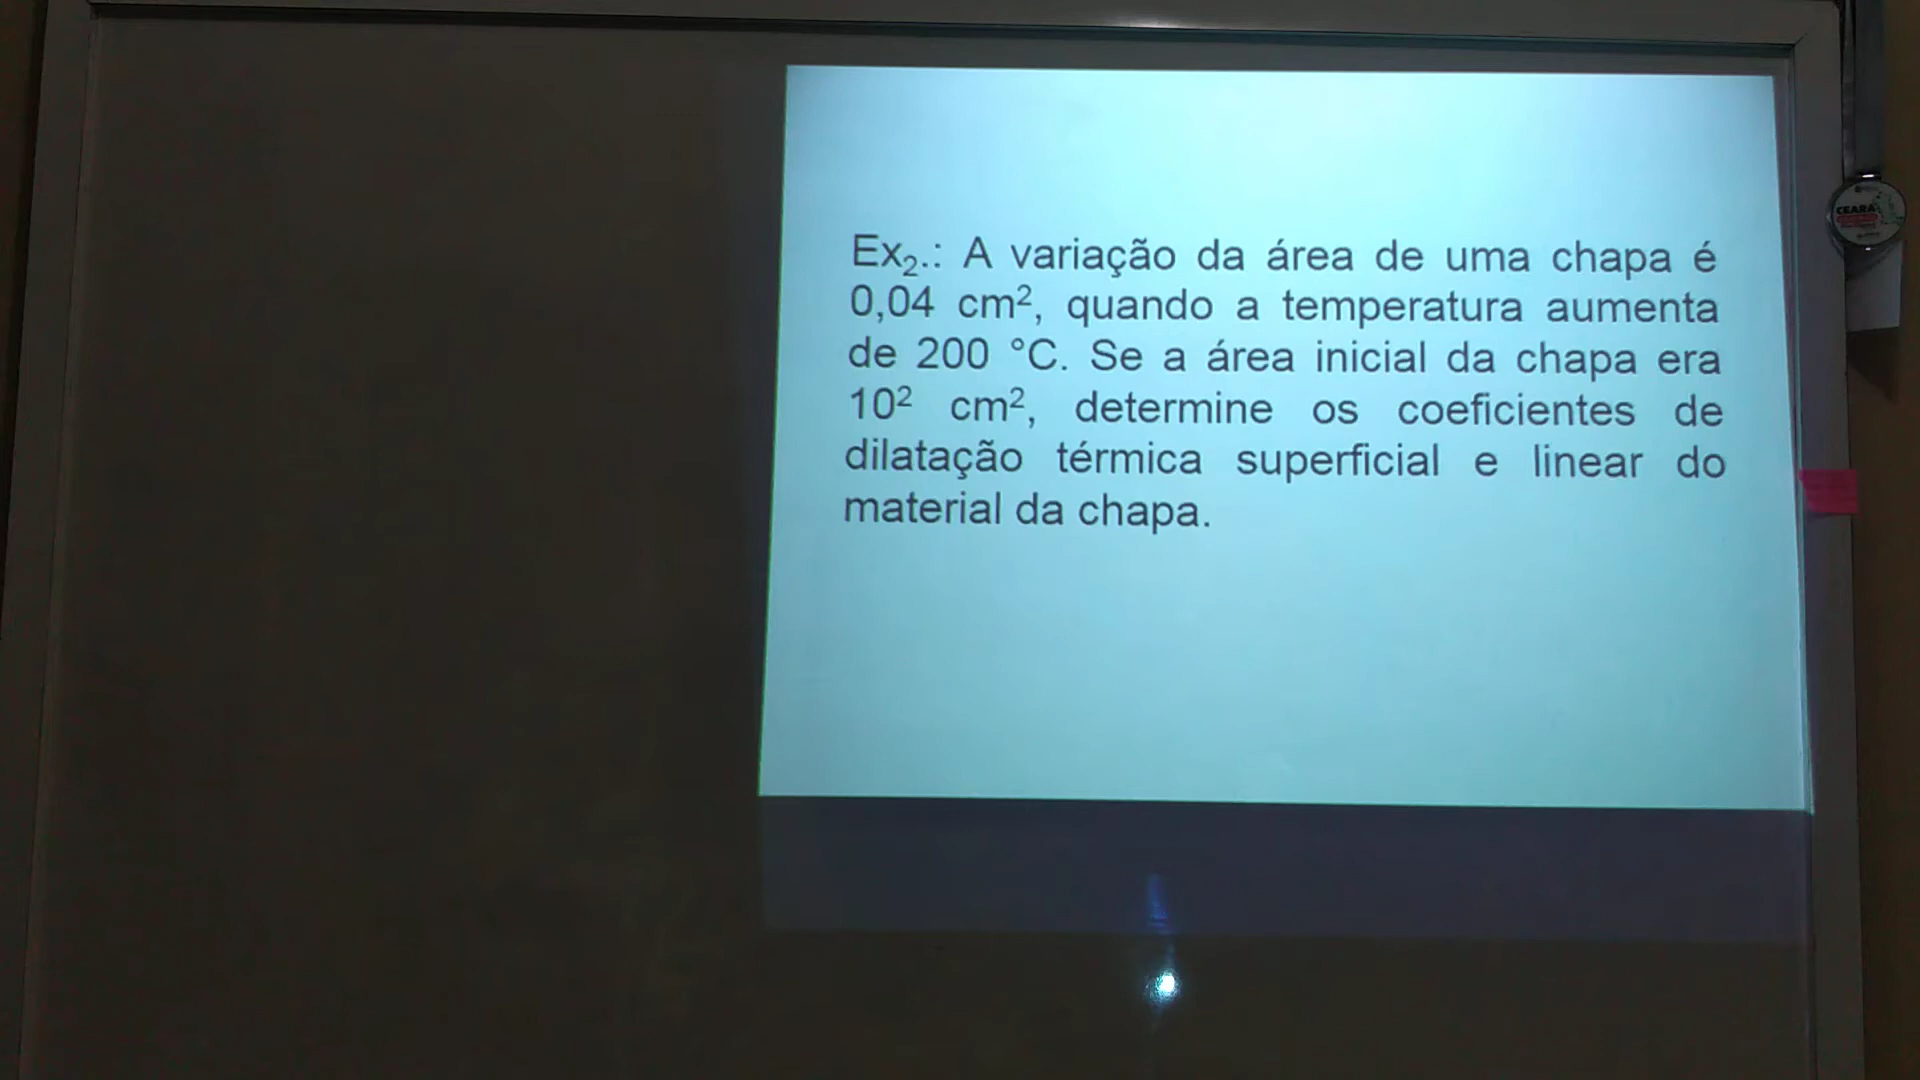 Ex₂.: A variação da área de uma chapa é
0,04 cm², quando a temperatura aumenta
de 200 °C. Se a área inicial da chapa era
10² cm², determine os coeficientes de
dilatação térmica superficial e linear do
material da chapa.
CEARÁ